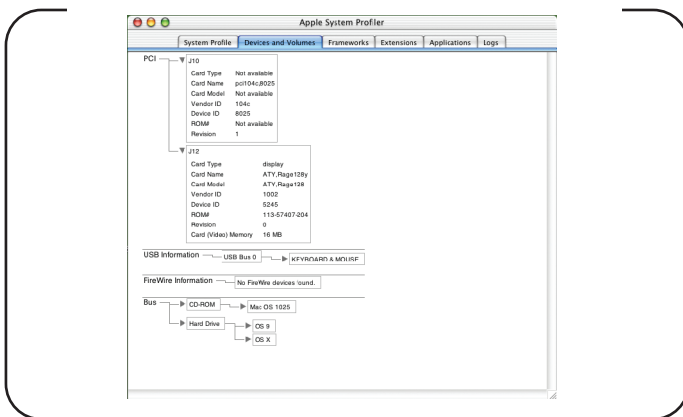 Apple System Profiler
System Profile Devices and Volumes Frameworks Extensions Applications Logs
PCI
J10
Card Type Not available
Card Name pci104c,8025
Card Model Not available
Vendor ID 104c
Device ID 8025
ROM# Not available
Revision 1
J12
Card Type display
Card Name ATY,Rage128y
Card Model ATY,Rage128
Vendor ID 1002
Device ID 5245
ROM# 113-57407-204
Revision 0
Card (Video) Memory 16 MB
USB Information USB Bus 0 KEYBOARD & MOUSE
FireWire Information No FireWire devices found.
Bus CD-ROM Mac OS 1025
Hard Drive OS 9
OS X